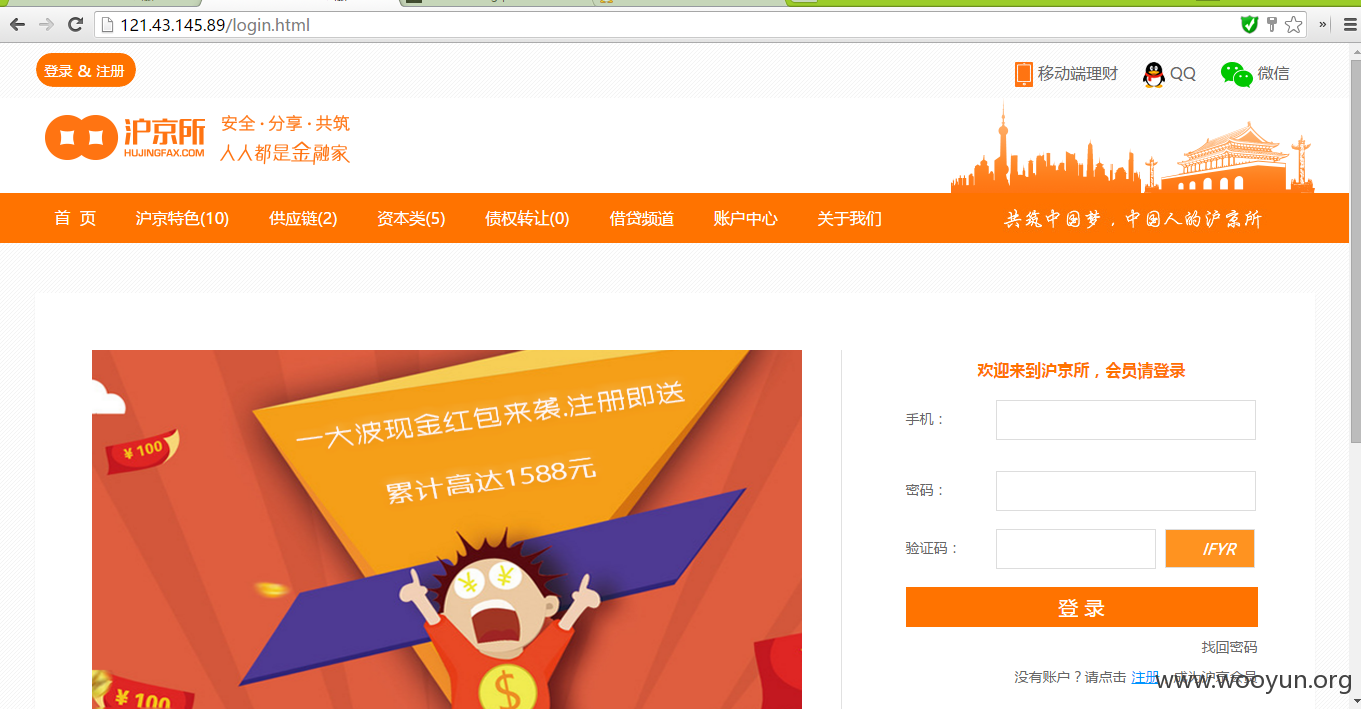 121.43.145.89/login.html
登录 & 注册
移动端理财 QQ 微信
沪京所
HUJINGFAX.COM
安全·分享·共筑
人人都是金融家
首 页 沪京特色(10) 供应链(2) 资本类(5) 债权转让(0) 借贷频道 账户中心 关于我们 共筑中国梦，中国人的沪京所
一大波现金红包来袭.注册即送
累计高达1588元
¥100
¥100
欢迎来到沪京所，会员请登录
手机：
密码：
验证码： IFYR
登录
找回密码
没有账户？请点击 注册 ，成为沪京会员
www.wooyun.org